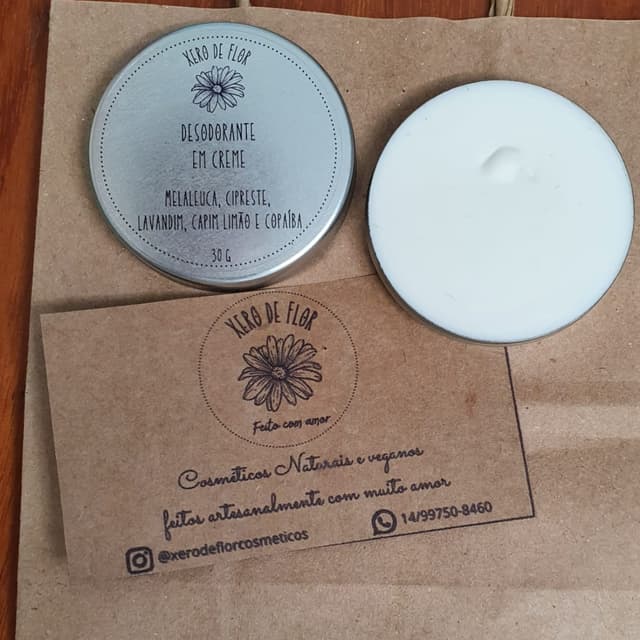 XERO DE FLOR
DESODORANTE
EM CREME
MELALEUCA, CIPRESTE,
LAVANDIM, CAPIM LIMÃO E COPAÍBA
30 G
XERO DE FLOR
Feito com amor
Cosméticos Naturais e veganos
feitos artesanalmente com muito amor
@xerodeflorcosmeticos
14/99750-8460